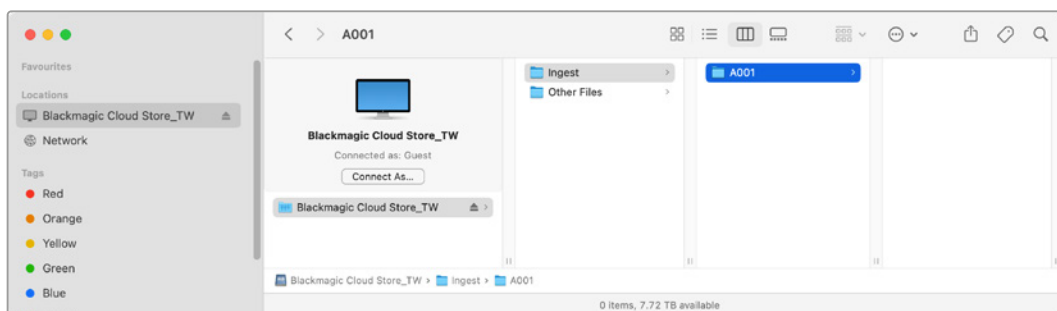 A001
Favourites
Locations
Blackmagic Cloud Store_TW
Network
Tags
Red
Orange
Yellow
Green
Blue
Blackmagic Cloud Store_TW
Connected as: Guest
Connect As...
Blackmagic Cloud Store_TW
Ingest
Other Files
A001
Blackmagic Cloud Store_TW › Ingest › A001
0 items, 7.72 TB available